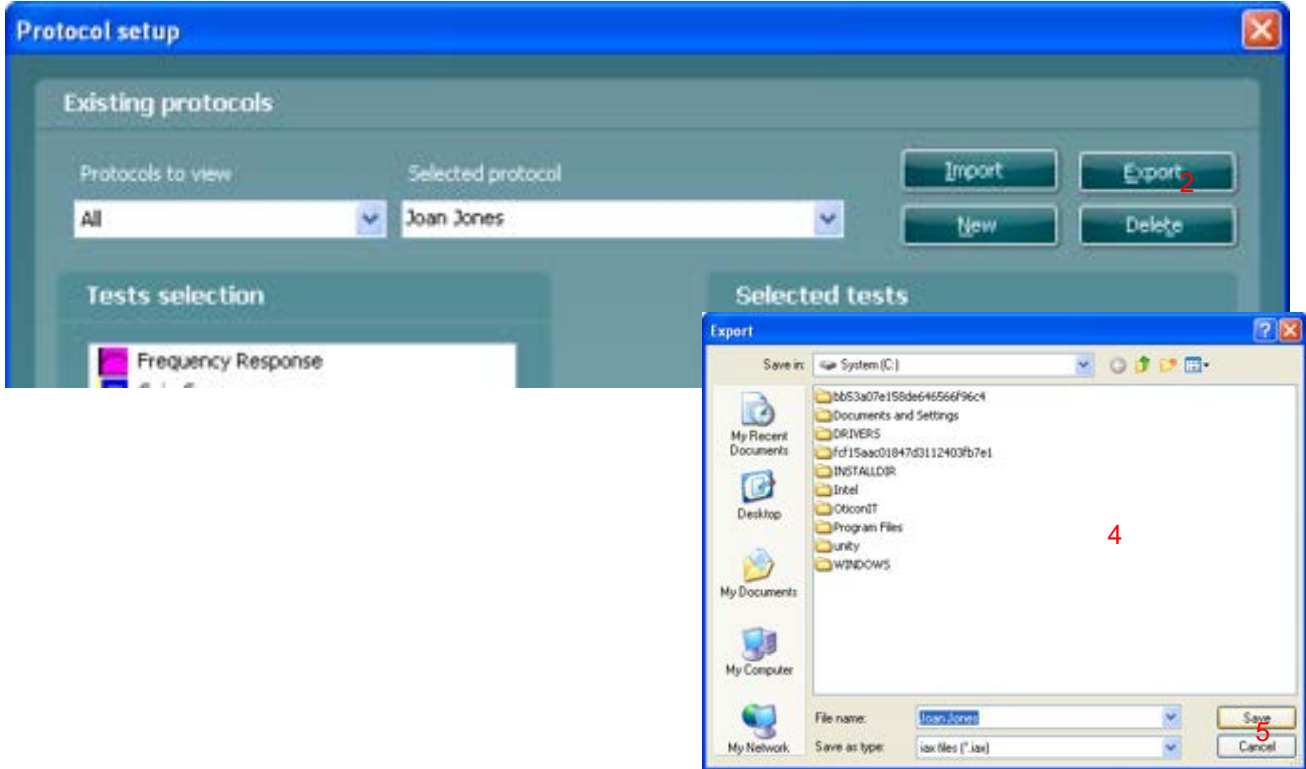 Protocol setup
Existing protocols
Protocols to view
Selected protocol
Import
Export
2
All
Joan Jones
New
Delete
Tests selection
Selected tests
Frequency Response
Export
Save in:
System (C:)
bb53a07e158de646566f96c4
Documents and Settings
DRIVERS
fcf15aac01847d3112403fb7e1
INSTALLDIR
Intel
OticonIT
Program Files
unity
WINDOWS
4
My Recent
Documents
Desktop
My Documents
My Computer
My Network
File name:
Joan Jones
Save
5
Save as type:
iax files (*.iax)
Cancel